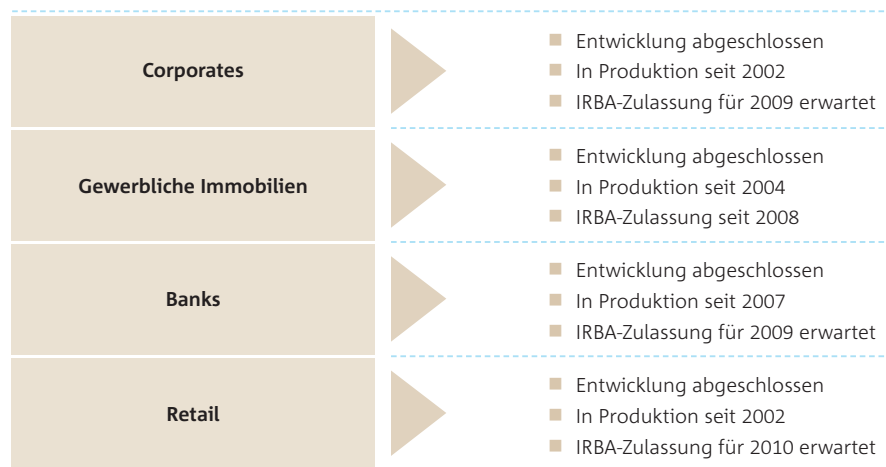 Corporates
Entwicklung abgeschlossen
In Produktion seit 2002
IRBA-Zulassung für 2009 erwartet
Gewerbliche Immobilien
Entwicklung abgeschlossen
In Produktion seit 2004
IRBA-Zulassung seit 2008
Banks
Entwicklung abgeschlossen
In Produktion seit 2007
IRBA-Zulassung für 2009 erwartet
Retail
Entwicklung abgeschlossen
In Produktion seit 2002
IRBA-Zulassung für 2010 erwartet